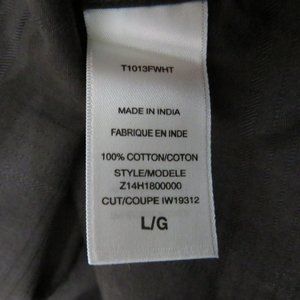 T1013FWHT
MADE IN INDIA
FABRIQUE EN INDE
100% COTTON/COTON
STYLE/MODELE
Z14H1800000
CUT/COUPE IW19312
L/G